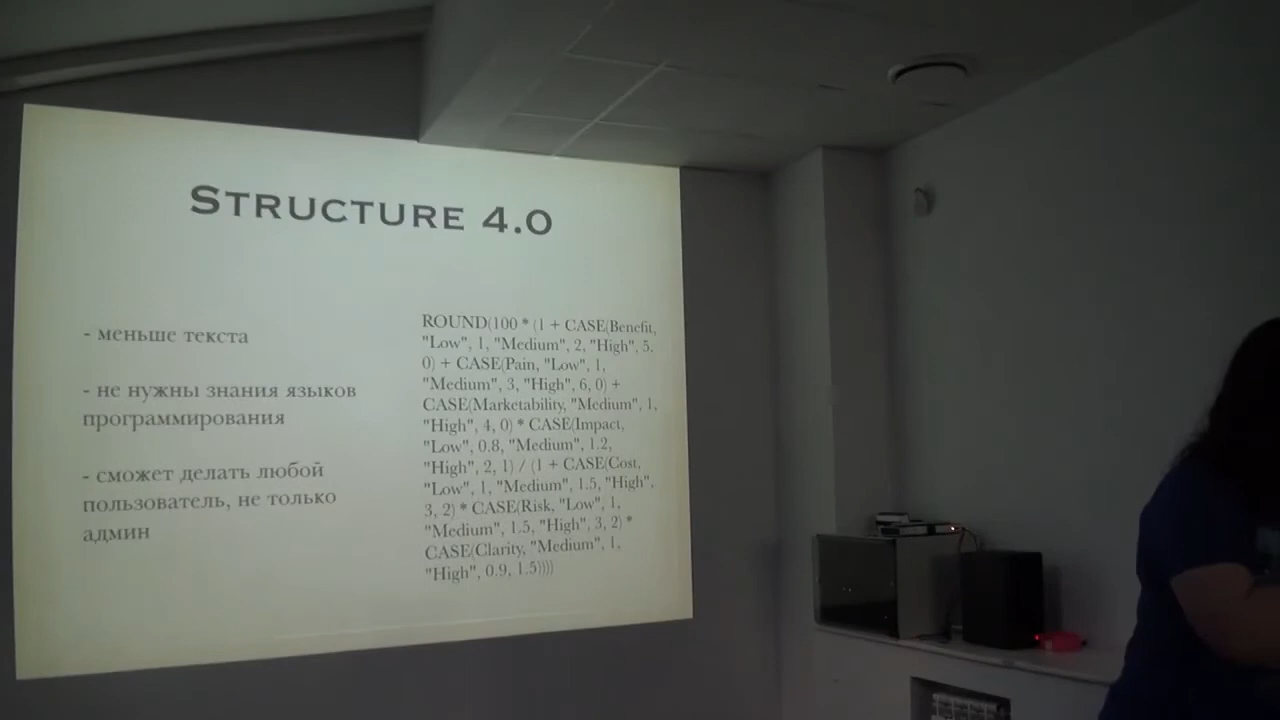 STRUCTURE 4.0
- меньше текста
- не нужны знания языков
программирования
- сможет делать любой
пользователь, не только
админ
ROUND(100 * (1 + CASE(Benefit,
"Low", 1, "Medium", 2, "High", 5.
0) + CASE(Pain, "Low", 1,
"Medium", 3, "High", 6, 0) +
CASE(Marketability, "Medium", 1,
"High", 4, 0) * CASE(Impact,
"Low", 0.8, "Medium", 1.2,
"High", 2, 1) / (1 + CASE(Cost,
"Low", 1, "Medium", 1.5, "High",
3, 2) * CASE(Risk, "Low", 1,
"Medium", 1.5, "High", 3, 2) *
CASE(Clarity, "Medium", 1,
"High", 0.9, 1.5))))